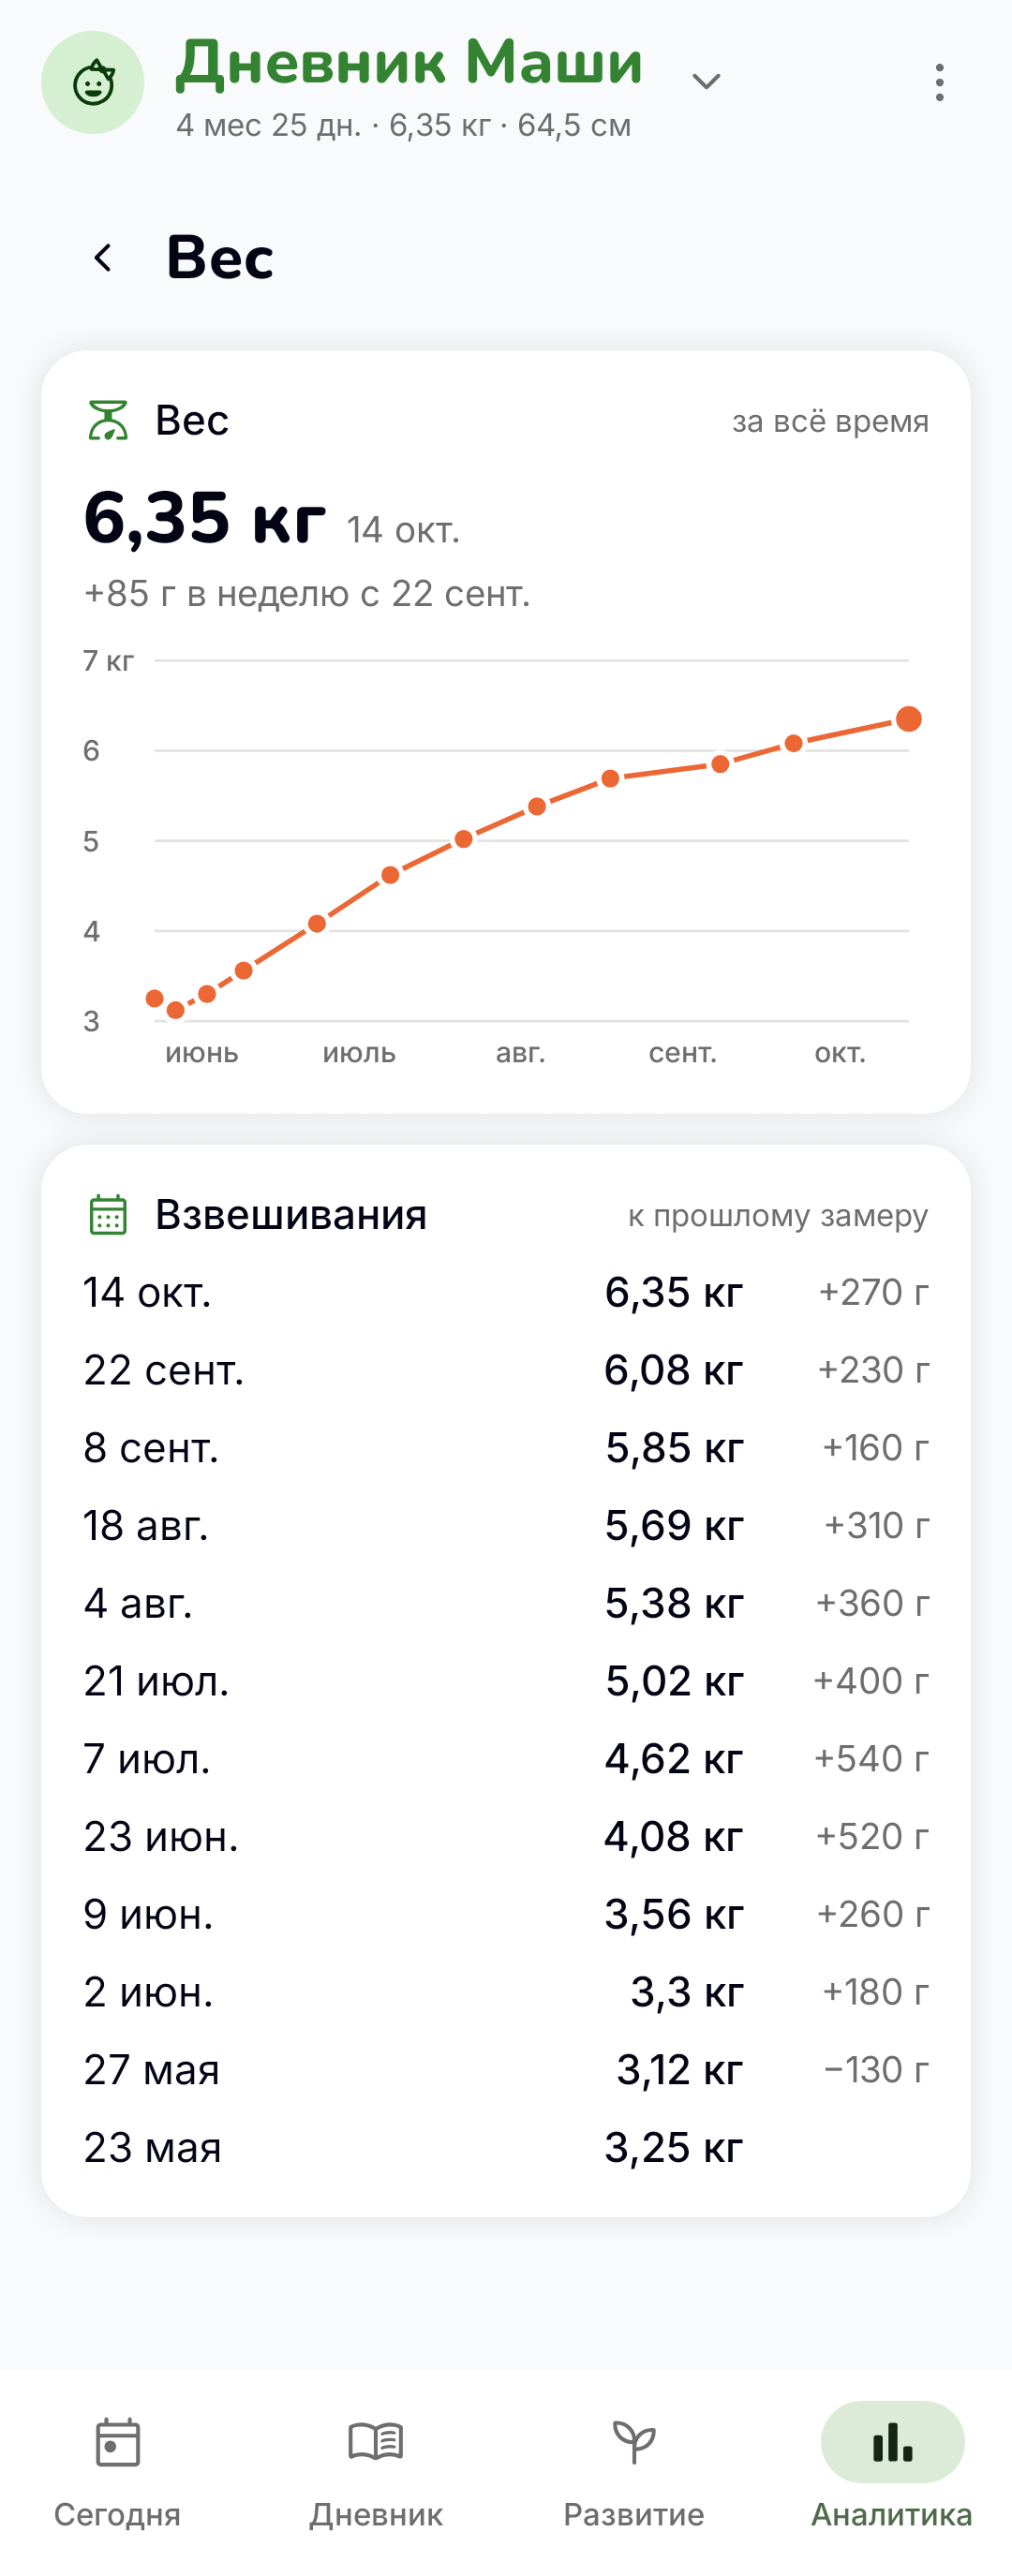 Дневник Маши
4 мес 25 дн. · 6,35 кг · 64,5 см
Вес
Вес
за всё время
6,35 кг 14 окт.
+85 г в неделю с 22 сент.
7 кг
6
5
4
3
июнь июль авг. сент. окт.
Взвешивания
к прошлому замеру
14 окт. 6,35 кг +270 г
22 сент. 6,08 кг +230 г
8 сент. 5,85 кг +160 г
18 авг. 5,69 кг +310 г
4 авг. 5,38 кг +360 г
21 июл. 5,02 кг +400 г
7 июл. 4,62 кг +540 г
23 июн. 4,08 кг +520 г
9 июн. 3,56 кг +260 г
2 июн. 3,3 кг +180 г
27 мая 3,12 кг −130 г
23 мая 3,25 кг
Сегодня Дневник Развитие Аналитика